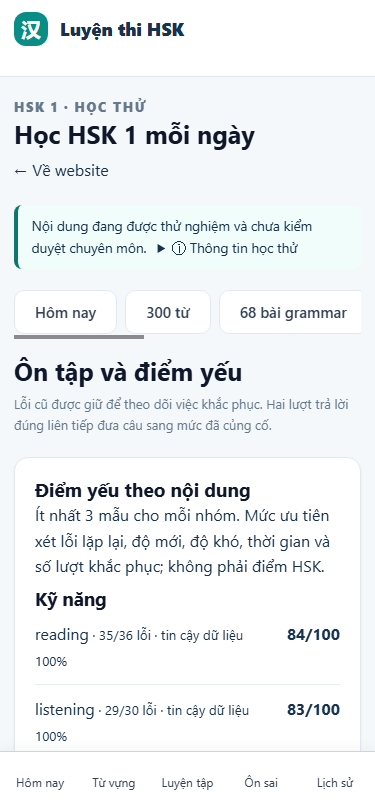 汉 Luyện thi HSK
HSK 1 · HỌC THỬ
Học HSK 1 mỗi ngày
← Về website
Nội dung đang được thử nghiệm và chưa kiểm
duyệt chuyên môn. ▶ ⓘ Thông tin học thử
Hôm nay 300 từ 68 bài grammar
Ôn tập và điểm yếu
Lỗi cũ được giữ để theo dõi việc khắc phục. Hai lượt trả lời
đúng liên tiếp đưa câu sang mức đã củng cố.
Điểm yếu theo nội dung
Ít nhất 3 mẫu cho mỗi nhóm. Mức ưu tiên
xét lỗi lặp lại, độ mới, độ khó, thời gian và
số lượt khắc phục; không phải điểm HSK.
Kỹ năng
reading · 35/36 lỗi · tin cậy dữ liệu 84/100
100%
listening · 29/30 lỗi · tin cậy dữ liệu 83/100
100%
Hôm nay Từ vựng Luyện tập Ôn sai Lịch sử